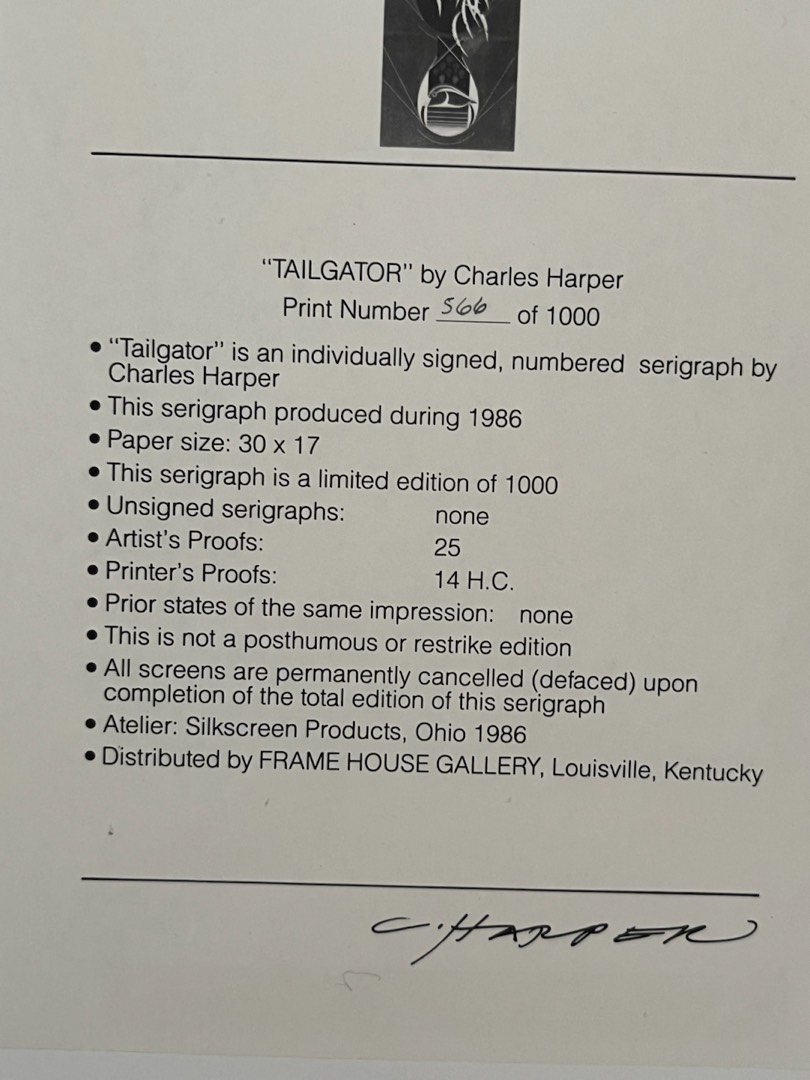 “TAILGATOR” by Charles Harper
Print Number 566 of 1000
• “Tailgator” is an individually signed, numbered serigraph by
Charles Harper
• This serigraph produced during 1986
• Paper size: 30 x 17
• This serigraph is a limited edition of 1000
• Unsigned serigraphs: none
• Artist's Proofs: 25
• Printer's Proofs: 14 H.C.
• Prior states of the same impression: none
• This is not a posthumous or restrike edition
• All screens are permanently cancelled (defaced) upon
completion of the total edition of this serigraph
• Atelier: Silkscreen Products, Ohio 1986
• Distributed by FRAME HOUSE GALLERY, Louisville, Kentucky
C. HARPER